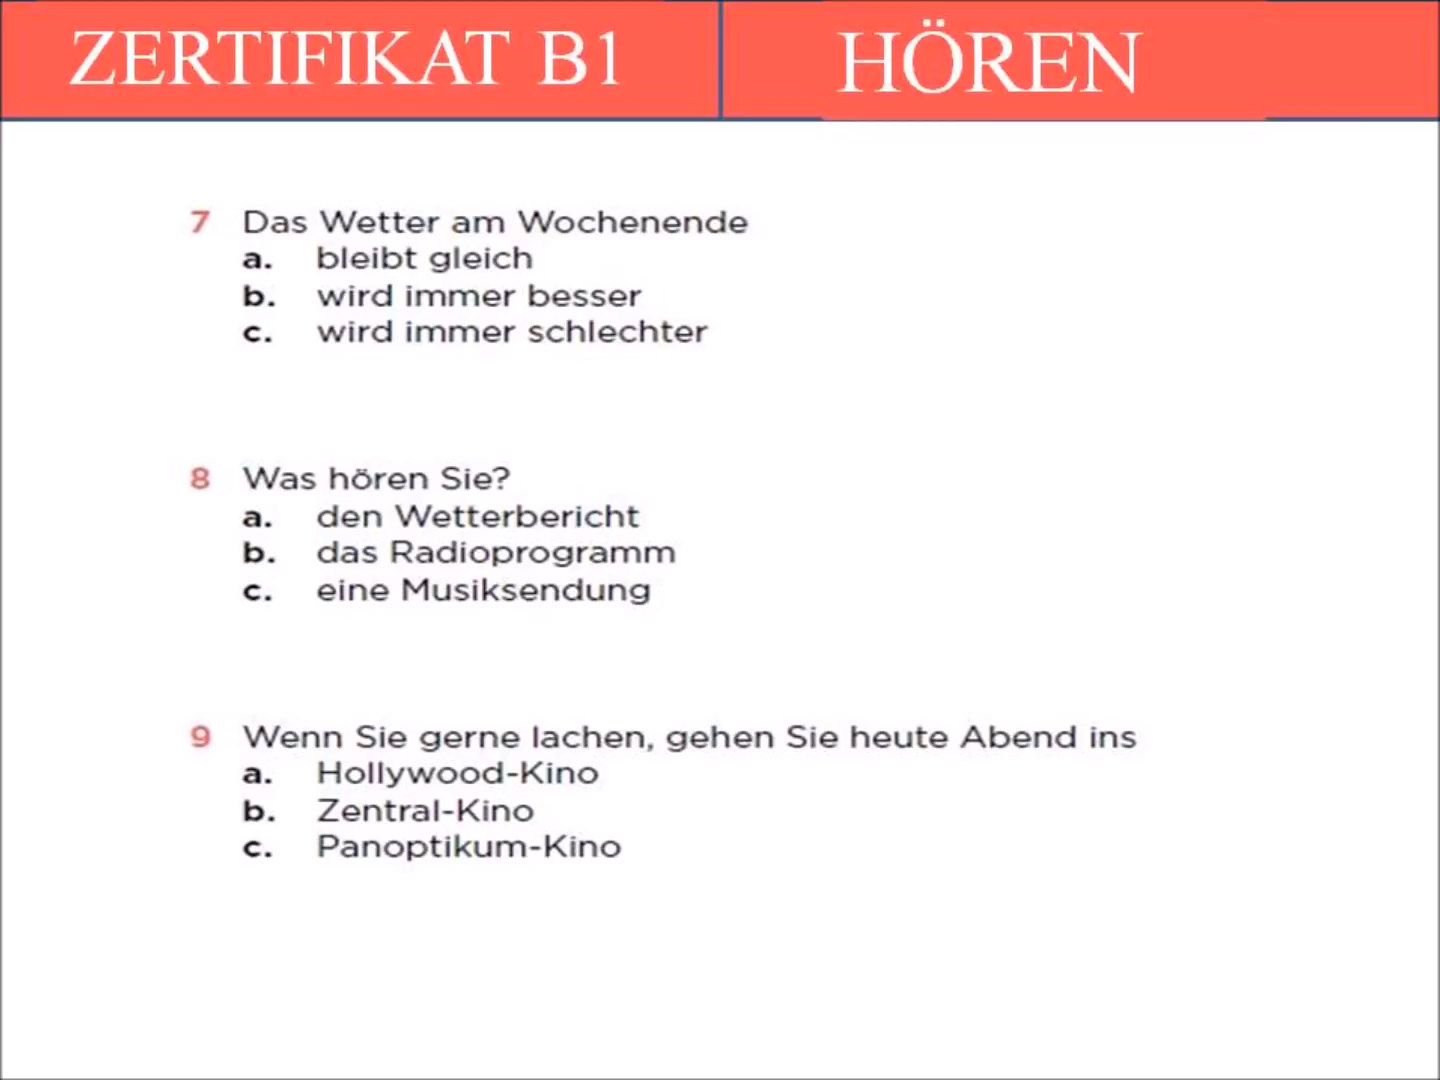 ZERTIFIKAT B1
HÖREN
7 Das Wetter am Wochenende
a. bleibt gleich
b. wird immer besser
c. wird immer schlechter
8 Was hören Sie?
a. den Wetterbericht
b. das Radioprogramm
c. eine Musiksendung
9 Wenn Sie gerne lachen, gehen Sie heute Abend ins
a. Hollywood-Kino
b. Zentral-Kino
c. Panoptikum-Kino